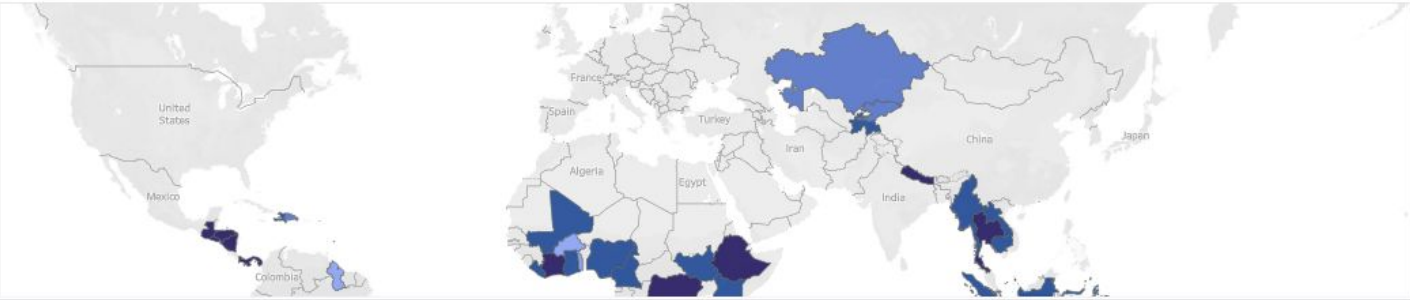 France
United
States
Spain
Turkey
Japan
China
Iran
Algeria
Egypt
Mexico
India
Colombia